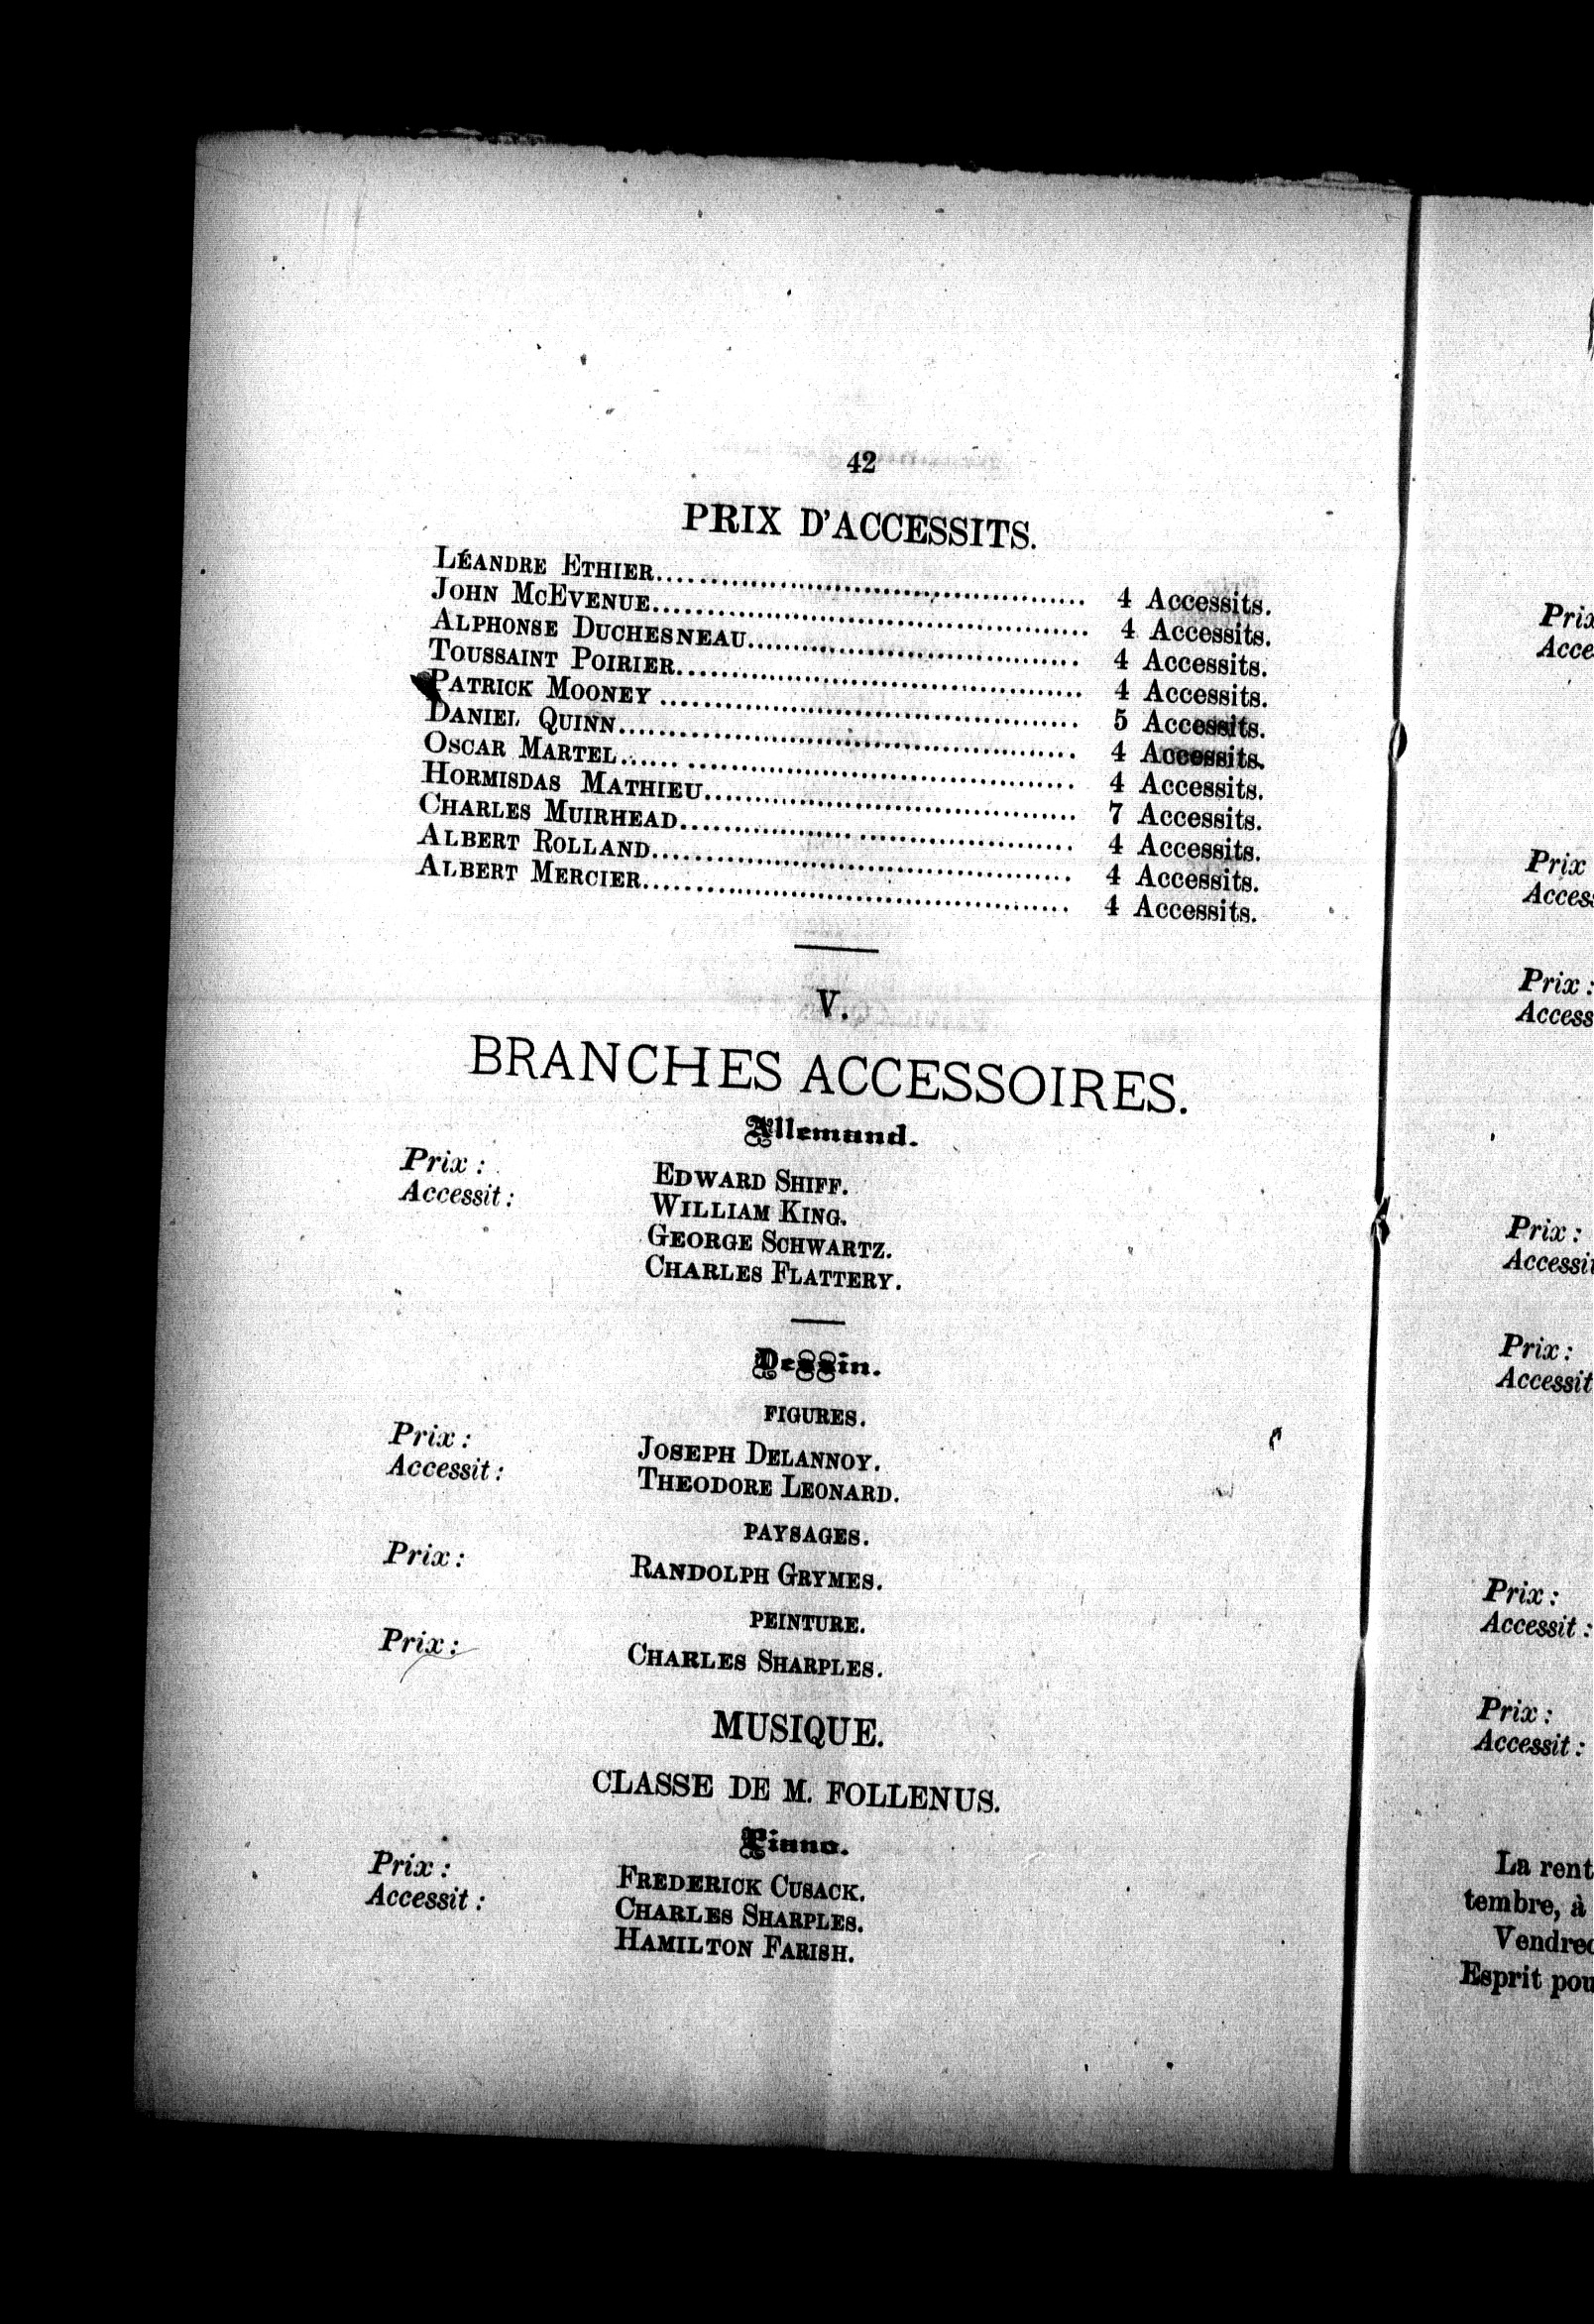 42
PRIX D'ACCESSITS.
LÉANDRE ETHIER........................................ 4 Accessits.
JOHN MCEVENUE........................................ 4 Accessits.
ALPHONSE DUCHESNEAU........................................ 4 Accessits.
TOUSSAINT POIRIER........................................ 4 Accessits.
PATRICK MOONEY ........................................ 5 Accessits.
DANIEL QUINN........................................ 4 Accessits.
OSCAR MARTEL........................................ 4 Accessits.
HORMISDAS MATHIEU........................................ 7 Accessits.
CHARLES MUIRHEAD........................................ 4 Accessits.
ALBERT ROLLAND........................................ 4 Accessits.
ALBERT MERCIER........................................ 4 Accessits.
V.
BRANCHES ACCESSOIRES.
Allemand.
Prix : EDWARD SHIFF.
Accessit : WILLIAM KING.
GEORGE SCHWARTZ.
CHARLES FLATTERY.
Dessin.
FIGURES.
Prix : JOSEPH DELANNOY.
Accessit : THEODORE LEONARD.
PAYSAGES.
Prix : RANDOLPH GRYMES.
PEINTURE.
Prix : CHARLES SHARPLES.
MUSIQUE.
CLASSE DE M. FOLLENUS.
Piano.
Prix : FREDERICK CUSACK.
Accessit : CHARLES SHARPLES.
HAMILTON FARISH.
Prix
Acce
Prix
Access
Prix :
Access
Prix :
Accessit
Prix :
Accessit
Prix :
Accessit :
Prix :
Accessit :
La rent
tembre, à
Vendred
Esprit pou